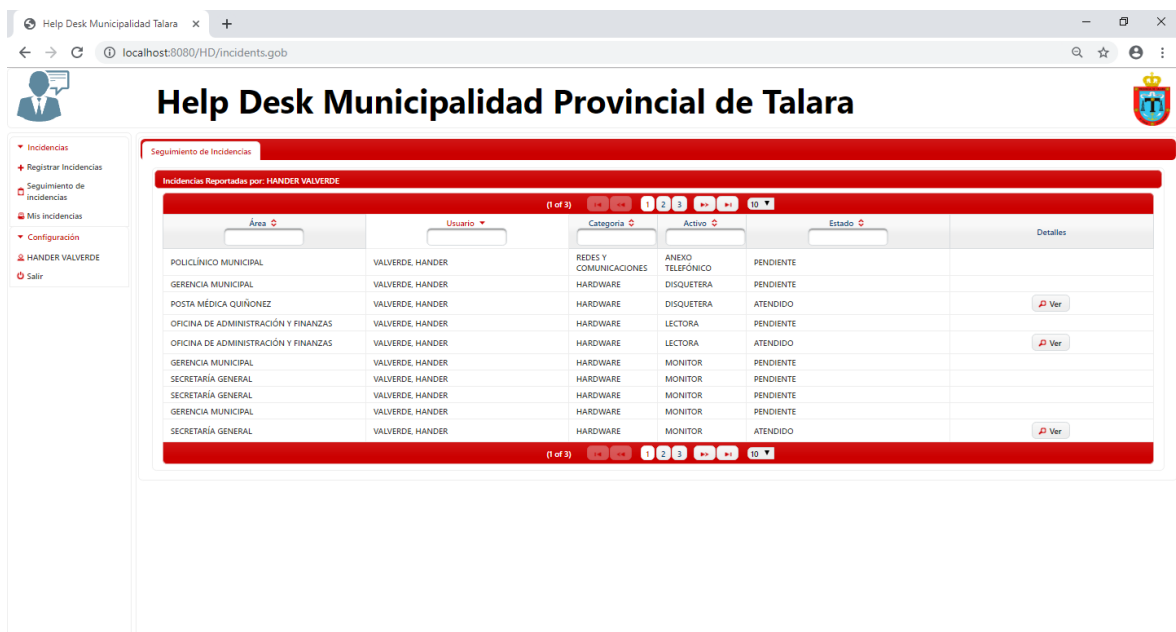 Help Desk Municipalidad Talara
localhost:8080/HD/incidents.gob
Help Desk Municipalidad Provincial de Talara
Incidencias
Registrar Incidencias
Seguimiento de
incidencias
Mis incidencias
Configuración
HANDER VALVERDE
Salir
Seguimiento de Incidencias
Incidencias Reportadas por: HANDER VALVERDE
(1 of 3) 1 2 3 10
Área Usuario Categoría Activo Estado Detalles
POLICLÍNICO MUNICIPAL VALVERDE, HANDER REDES Y COMUNICACIONES ANEXO TELEFÓNICO PENDIENTE
GERENCIA MUNICIPAL VALVERDE, HANDER HARDWARE DISQUETERA PENDIENTE
POSTA MÉDICA QUIÑONEZ VALVERDE, HANDER HARDWARE DISQUETERA ATENDIDO Ver
OFICINA DE ADMINISTRACIÓN Y FINANZAS VALVERDE, HANDER HARDWARE LECTORA PENDIENTE
OFICINA DE ADMINISTRACIÓN Y FINANZAS VALVERDE, HANDER HARDWARE LECTORA ATENDIDO Ver
GERENCIA MUNICIPAL VALVERDE, HANDER HARDWARE MONITOR PENDIENTE
SECRETARÍA GENERAL VALVERDE, HANDER HARDWARE MONITOR PENDIENTE
SECRETARÍA GENERAL VALVERDE, HANDER HARDWARE MONITOR PENDIENTE
GERENCIA MUNICIPAL VALVERDE, HANDER HARDWARE MONITOR PENDIENTE
SECRETARÍA GENERAL VALVERDE, HANDER HARDWARE MONITOR ATENDIDO Ver
(1 of 3) 1 2 3 10